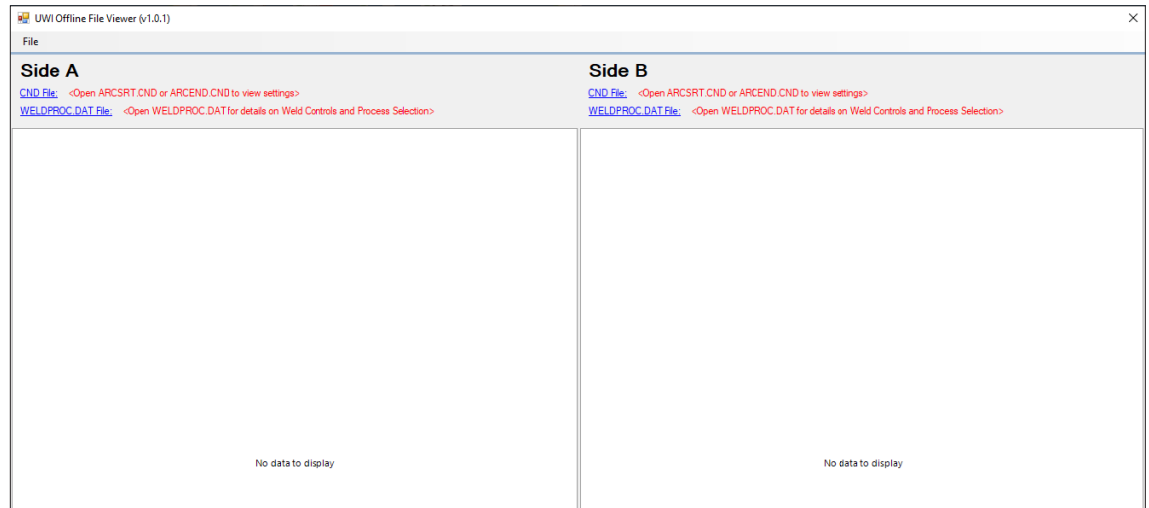 UWI Offline File Viewer (v1.0.1)
File
Side A
CND File: <Open ARCSRT.CND or ARCEND.CND to view settings>
WELDPROC.DAT File: <Open WELDPROC.DAT for details on Weld Controls and Process Selection>
No data to display
Side B
CND File: <Open ARCSRT.CND or ARCEND.CND to view settings>
WELDPROC.DAT File: <Open WELDPROC.DAT for details on Weld Controls and Process Selection>
No data to display